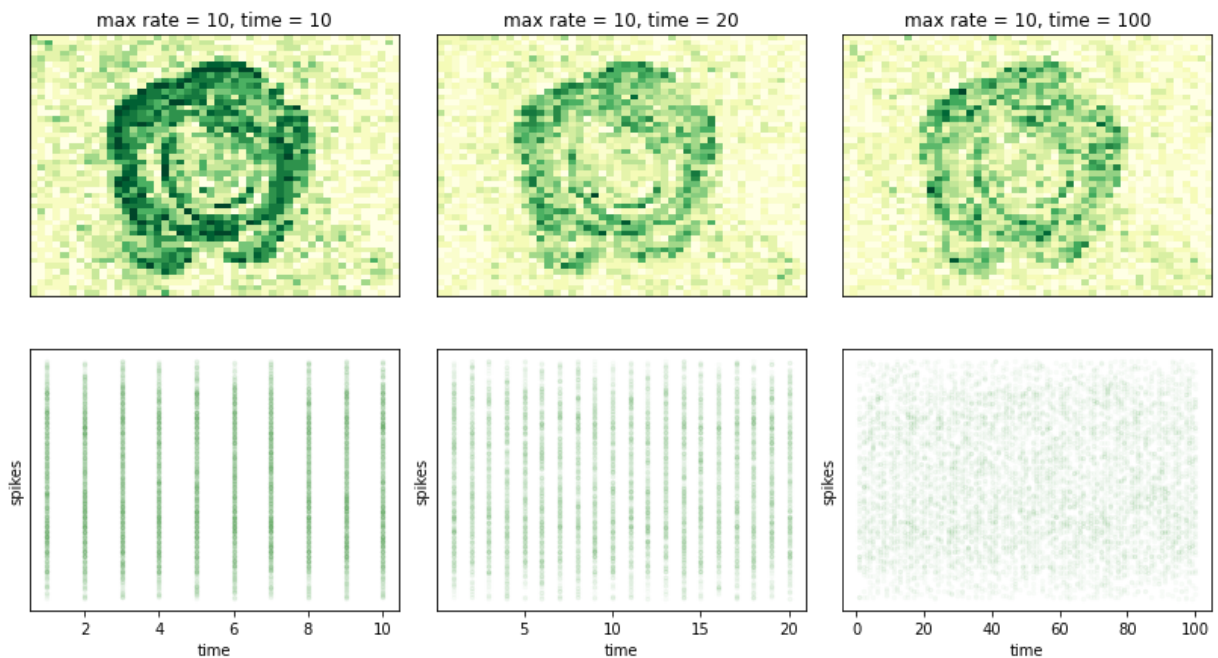 max rate = 10, time = 10
max rate = 10, time = 20
max rate = 10, time = 100
spikes
2 4 6 8 10
time
spikes
5 10 15 20
time
spikes
0 20 40 60 80 100
time